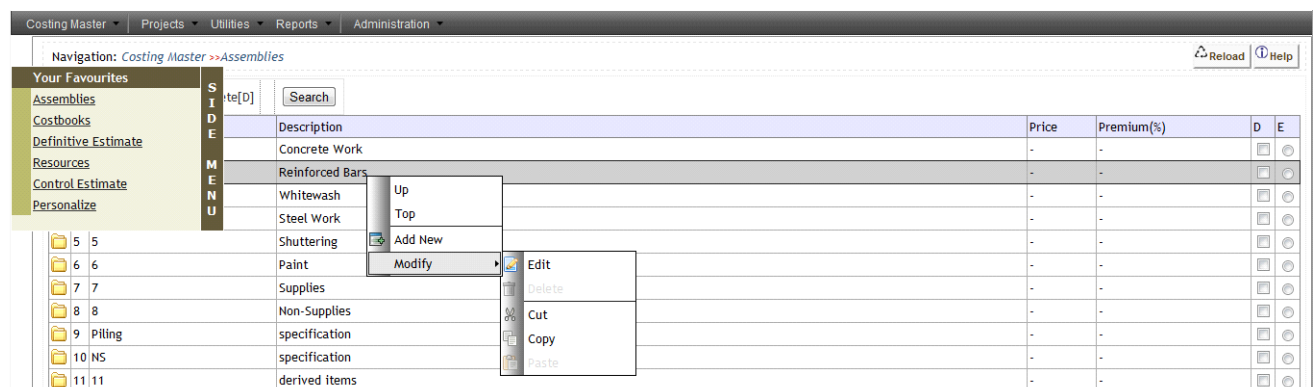 Costing Master Projects Utilities Reports Administration
Navigation: Costing Master >>Assemblies Reload Help
Your Favourites
Assemblies
Costbooks
Definitive Estimate
Resources
Control Estimate
Personalize
SIDE MENU
te[D] Search
Description Price Premium(%) D E
Concrete Work - -
Reinforced Bars - -
Whitewash - -
Steel Work - -
5 5 Shuttering - -
6 6 Paint - -
7 7 Supplies - -
8 8 Non-Supplies - -
9 Piling specification - -
10 NS specification - -
11 11 derived items - -
Up
Top
Add New
Modify
Edit
Delete
Cut
Copy
Paste